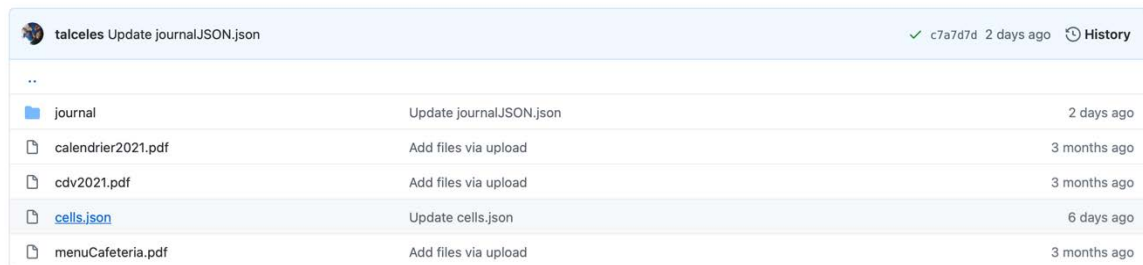 talceles Update journalJSON.json c7a7d7d 2 days ago History
..
journal Update journalJSON.json 2 days ago
calendrier2021.pdf Add files via upload 3 months ago
cdv2021.pdf Add files via upload 3 months ago
cells.json Update cells.json 6 days ago
menuCafeteria.pdf Add files via upload 3 months ago